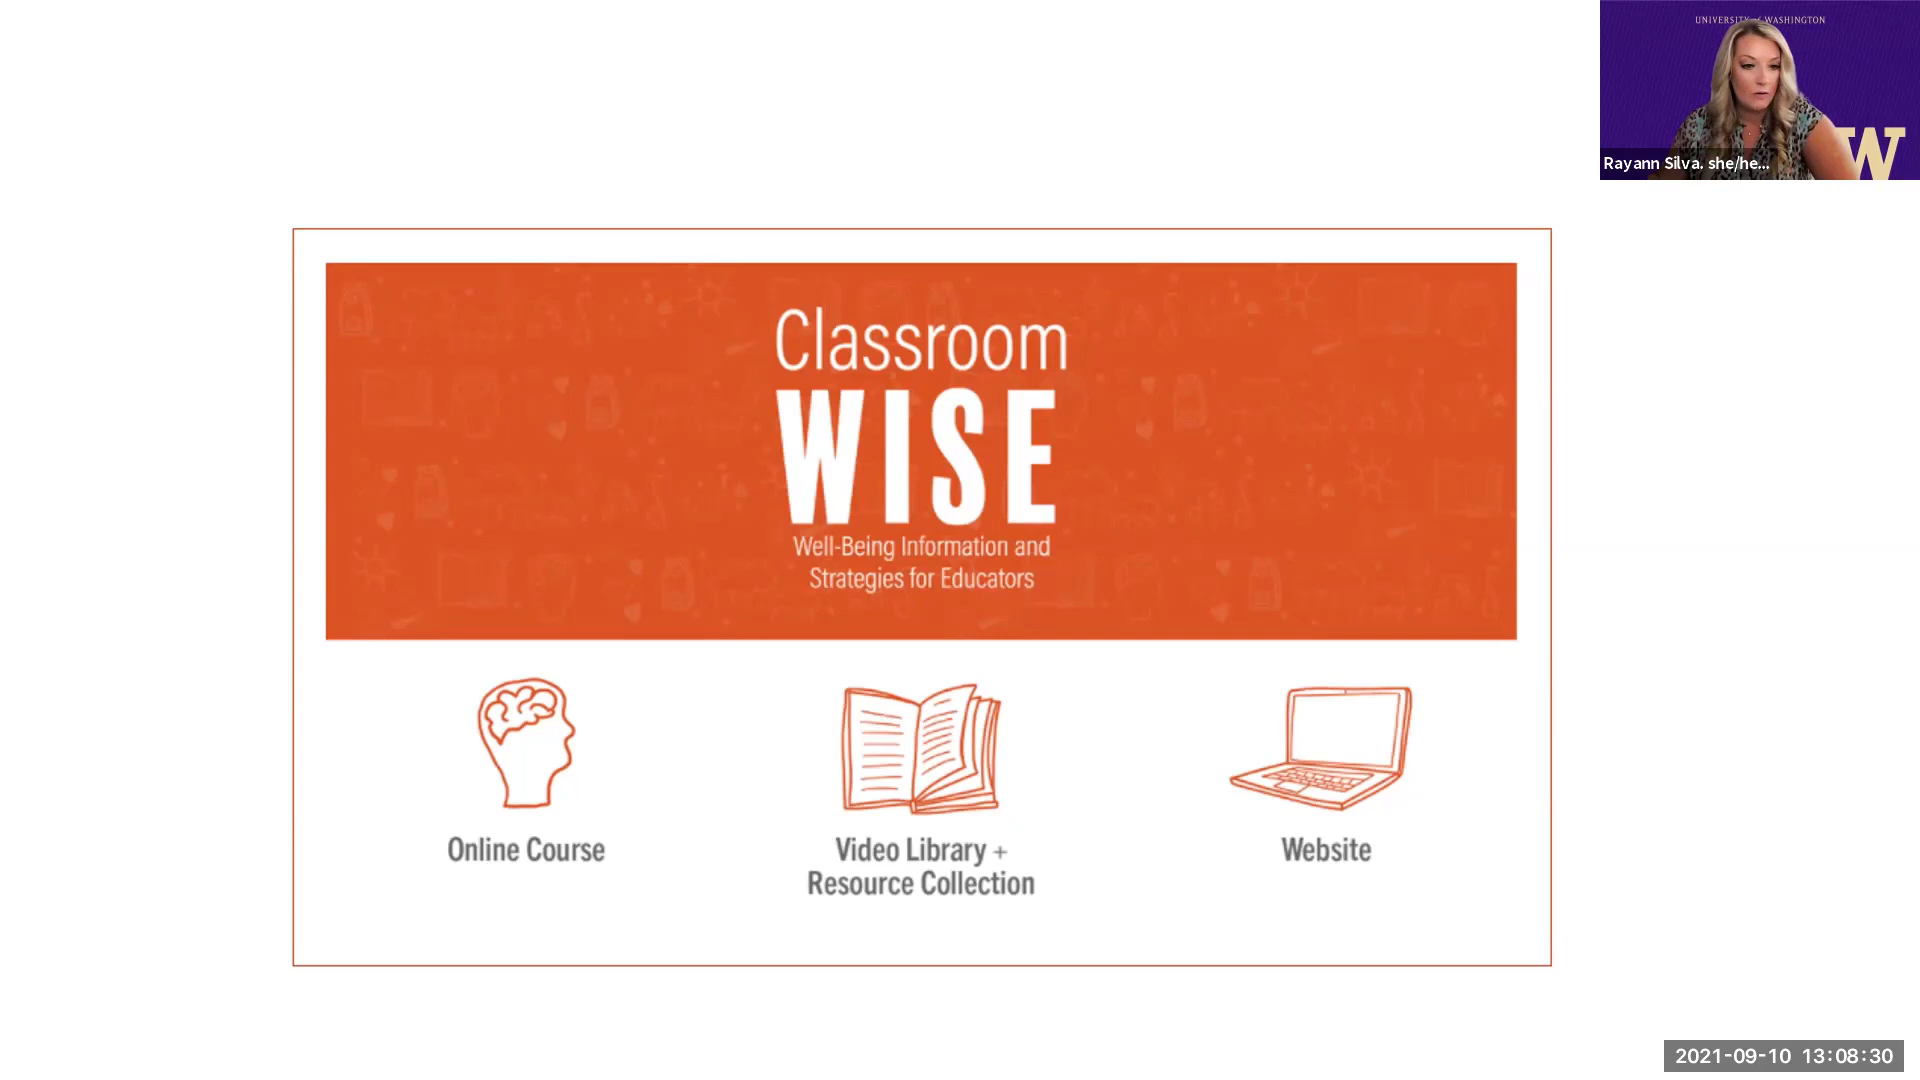 UNIVERSITY of WASHINGTON
W
Rayann Silva. she/he...
Classroom
WISE
Well-Being Information and
Strategies for Educators
Online Course
Video Library +
Resource Collection
Website
2021-09-10 13:08:30